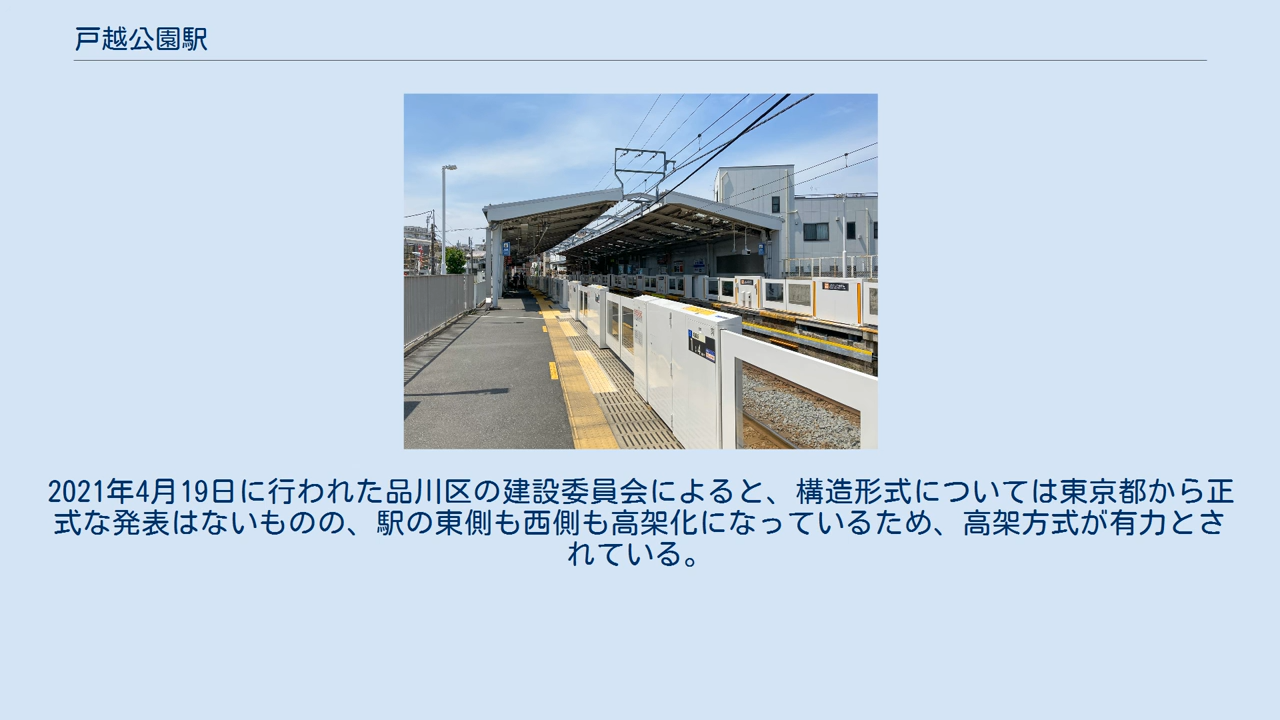 戸越公園駅
2021年4月19日に行われた品川区の建設委員会によると、構造形式については東京都から正
式な発表はないものの、駅の東側も西側も高架化になっているため、高架方式が有力とさ
れている。